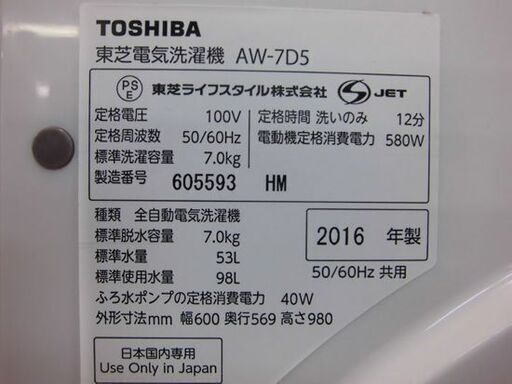 TOSHIBA
東芝電気洗濯機 AW-7D5
PS E 東芝ライフスタイル株式会社 S JET
定格電圧 100V 定格時間 洗いのみ 12分
定格周波数 50/60Hz 電動機定格消費電力 580W
標準洗濯容量 7.0kg
製造番号 605593 HM
種類 全自動電気洗濯機
標準脱水容量 7.0kg 2016 年製
標準水量 53L
標準使用水量 98L 50/60Hz 共用
ふろ水ポンプの定格消費電力 40W
外形寸法mm 幅600 奥行569 高さ980
日本国内専用
Use Only in Japan